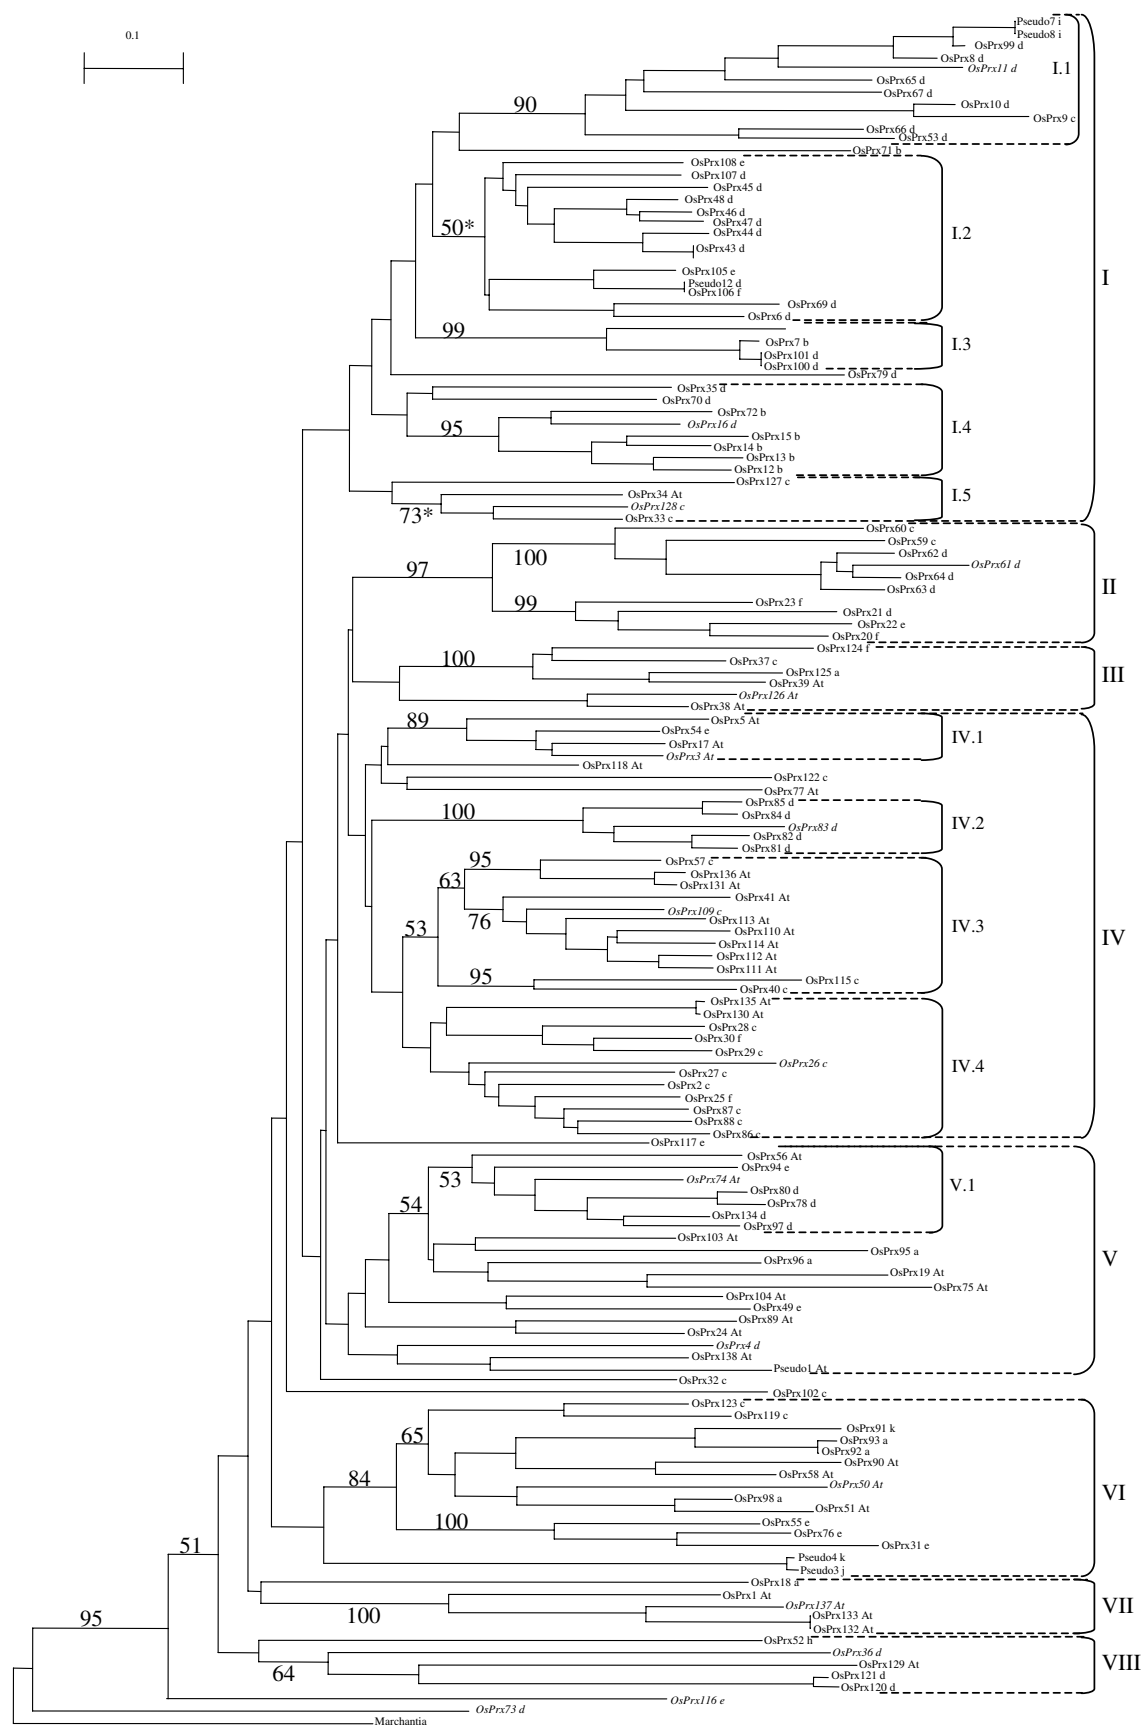 0.1
Pseudo7 i
Pseudo8 i
OsPrx99 d
OsPrx8 d
OsPrx11 d
I.1
OsPrx65 d
OsPrx67 d
90
OsPrx10 d
OsPrx9 c
OsPrx66 d
OsPrx53 d
OsPrx71 b
OsPrx108 e
OsPrx107 d
OsPrx45 d
OsPrx48 d
OsPrx46 d
OsPrx47 d
50*
OsPrx44 d
I.2
OsPrx43 d
OsPrx105 e
I
Pseudo12 d
OsPrx106 f
OsPrx69 d
OsPrx6 d
99
OsPrx7 b
I.3
OsPrx101 d
OsPrx100 d
OsPrx79 d
OsPrx35 d
OsPrx70 d
OsPrx72 b
OsPrx16 d
95
I.4
OsPrx15 b
OsPrx14 b
OsPrx13 b
OsPrx12 b
OsPrx127 c
OsPrx34 At
I.5
OsPrx128 c
73*
OsPrx33 c
OsPrx60 c
OsPrx59 c
100
OsPrx62 d
97
OsPrx61 d
OsPrx64 d
II
OsPrx63 d
99
OsPrx23 f
OsPrx21 d
OsPrx22 e
OsPrx20 f
OsPrx124 f
100
OsPrx37 c
OsPrx125 a
III
OsPrx39 At
OsPrx126 At
OsPrx38 At
89
OsPrx5 At
OsPrx54 e
IV.1
OsPrx17 At
OsPrx3 At
OsPrx118 At
OsPrx122 c
OsPrx77 At
OsPrx85 d
100
OsPrx84 d
IV.2
OsPrx83 d
OsPrx82 d
OsPrx81 d
95
OsPrx57 c
OsPrx136 At
63
OsPrx131 At
OsPrx41 At
76
OsPrx109 c
OsPrx113 At
IV.3
53
OsPrx110 At
IV
OsPrx114 At
OsPrx112 At
OsPrx111 At
95
OsPrx115 c
OsPrx40 c
OsPrx135 At
OsPrx130 At
OsPrx28 c
OsPrx30 f
OsPrx29 c
OsPrx26 c
IV.4
OsPrx27 c
OsPrx2 c
OsPrx25 f
OsPrx87 c
OsPrx88 c
OsPrx86 c
OsPrx117 e
OsPrx56 At
OsPrx94 e
53
OsPrx74 At
V.1
OsPrx80 d
OsPrx78 d
54
OsPrx134 d
OsPrx97 d
OsPrx103 At
OsPrx95 a
V
OsPrx96 a
OsPrx19 At
OsPrx75 At
OsPrx104 At
OsPrx49 e
OsPrx89 At
OsPrx24 At
OsPrx4 d
OsPrx138 At
Pseudo1 At
OsPrx32 c
OsPrx102 c
OsPrx123 c
OsPrx119 c
OsPrx91 k
65
OsPrx93 a
OsPrx92 a
OsPrx90 At
OsPrx58 At
84
OsPrx50 At
VI
OsPrx98 a
OsPrx51 At
100
OsPrx55 e
OsPrx76 e
51
OsPrx31 e
Pseudo4 k
Pseudo3 j
OsPrx18 a
OsPrx1 At
100
OsPrx137 At
VII
95
OsPrx133 At
OsPrx132 At
OsPrx52 h
OsPrx36 d
VIII
64
OsPrx129 At
OsPrx121 d
OsPrx120 d
OsPrx116 e
OsPrx73 d
Marchantia